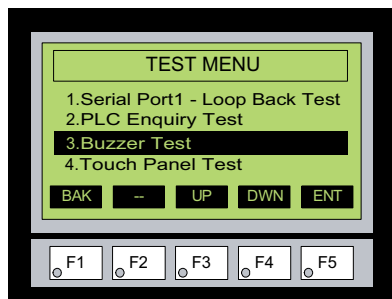 TEST MENU
1.Serial Port1 - Loop Back Test
2.PLC Enquiry Test
3.Buzzer Test
4.Touch Panel Test
BAK -- UP DWN ENT
F1 F2 F3 F4 F5